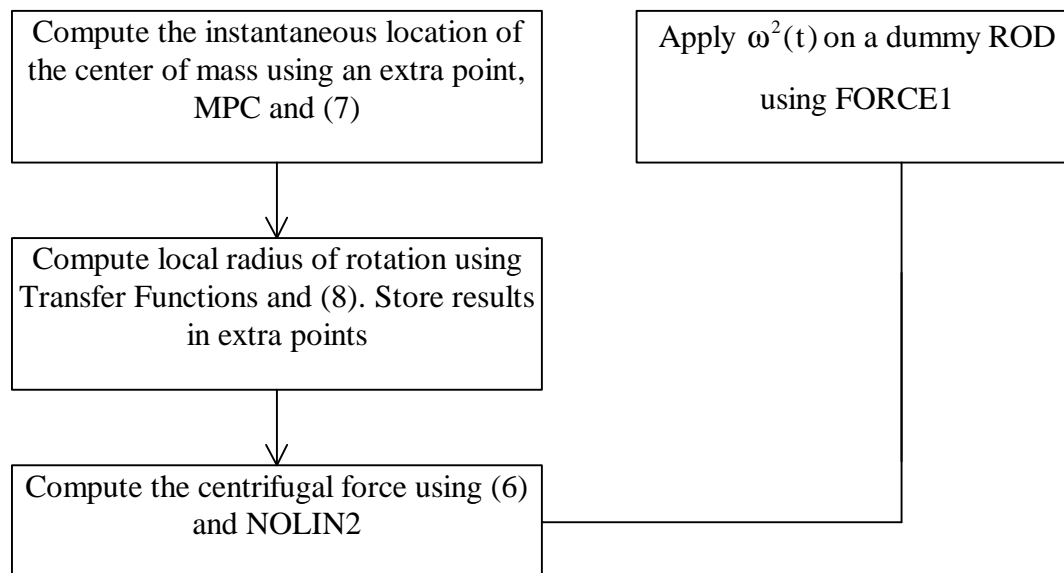 Compute the instantaneous location of
the center of mass using an extra point,
MPC and (7)
Apply ω²(t) on a dummy ROD
using FORCE1
Compute local radius of rotation using
Transfer Functions and (8). Store results
in extra points
Compute the centrifugal force using (6)
and NOLIN2